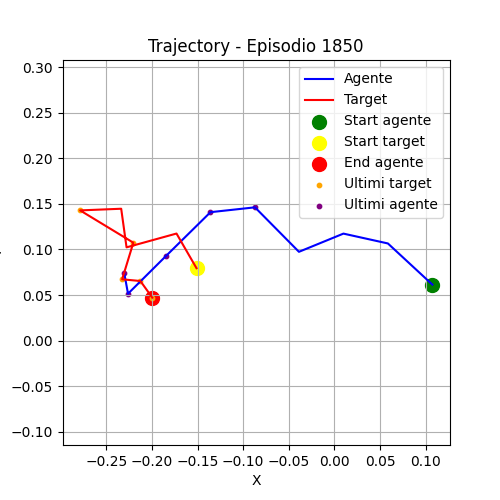 Trajectory - Episodio 1850
Agente
Target
Start agente
Start target
End agente
Ultimi target
Ultimi agente
0.30
0.25
0.20
0.15
0.10
0.05
0.00
−0.05
−0.10
−0.25 −0.20 −0.15 −0.10 −0.05 0.00 0.05 0.10
X